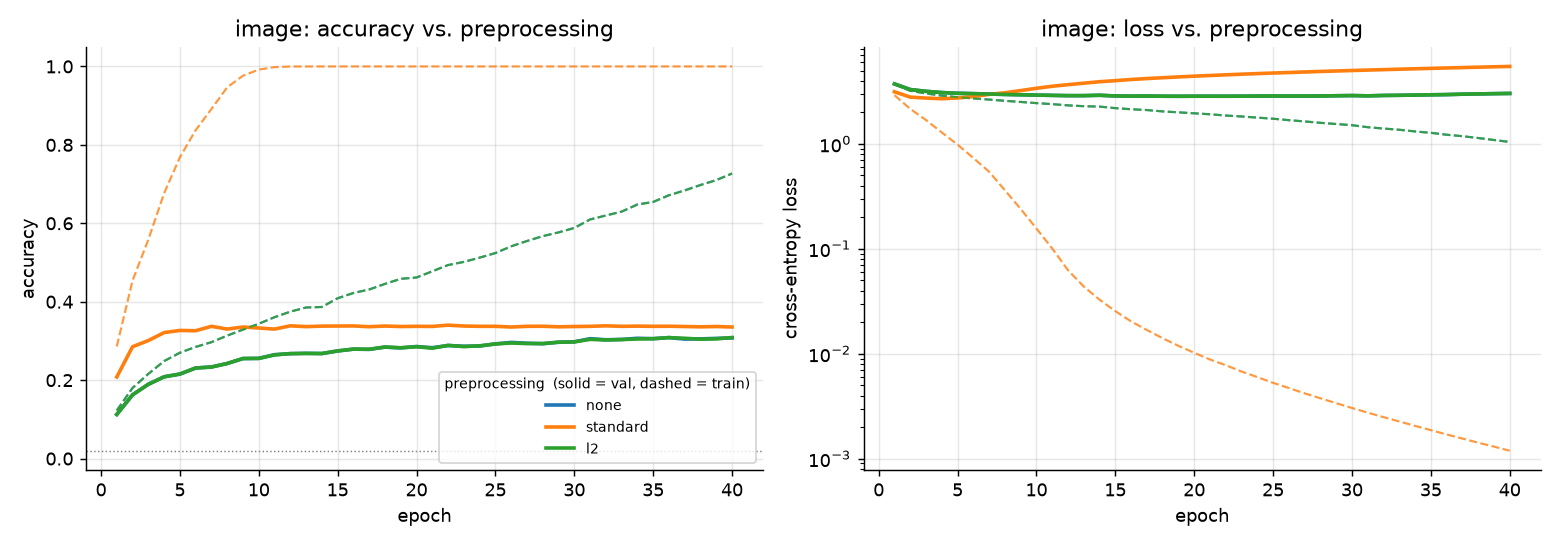 image: accuracy vs. preprocessing
accuracy
1.0
0.8
0.6
0.4
0.2
0.0
0 5 10 15 20 25 30 35 40
epoch
preprocessing (solid = val, dashed = train)
none
standard
l2
image: loss vs. preprocessing
cross-entropy loss
10⁰
10⁻¹
10⁻²
10⁻³
0 5 10 15 20 25 30 35 40
epoch